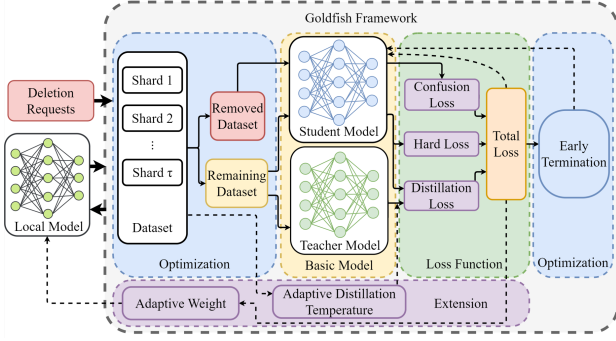 Goldfish Framework
Deletion
Requests
Local Model
Shard 1
Shard 2
⋮
Shard τ
Dataset
Removed
Dataset
Remaining
Dataset
Optimization
Student Model
Teacher Model
Basic Model
Confusion
Loss
Hard Loss
Distillation
Loss
Total
Loss
Loss Function
Early
Termination
Optimization
Adaptive Weight
Adaptive Distillation
Temperature
Extension